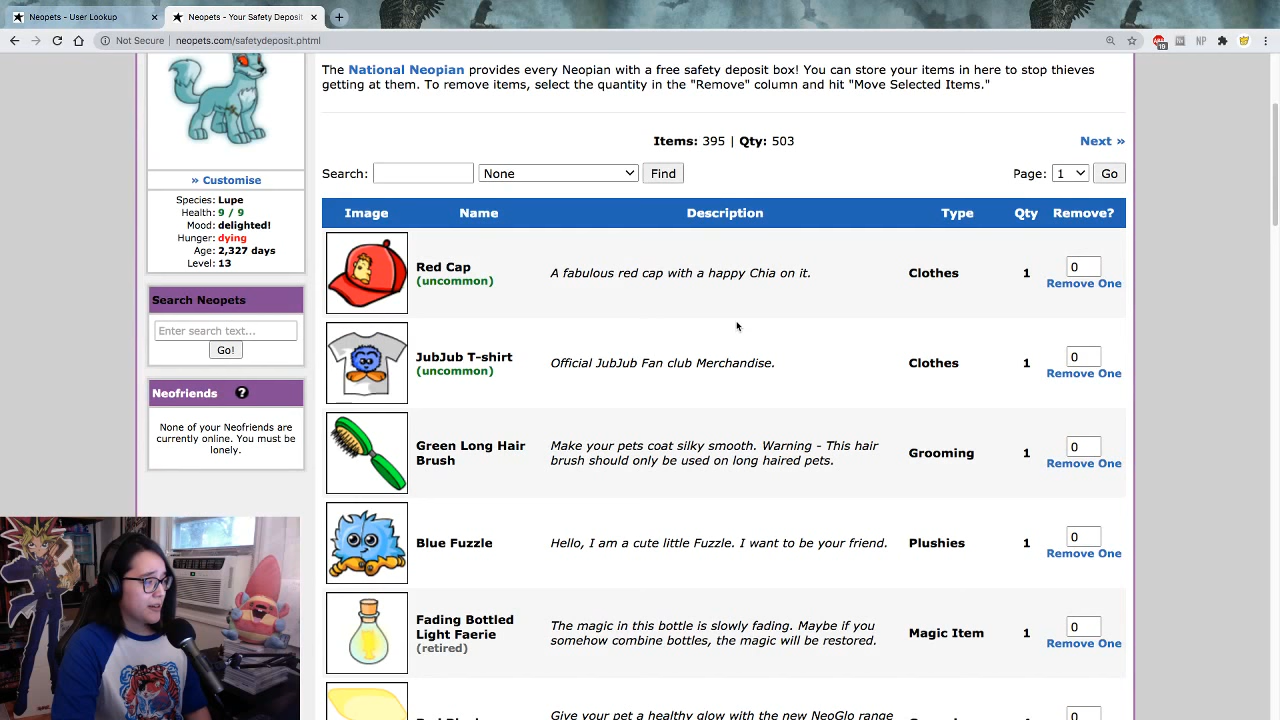 Neopets - User Lookup
Neopets - Your Safety Deposit
Not Secure | neopets.com/safetydeposit.phtml
» Customise
Species: Lupe
Health: 9 / 9
Mood: delighted!
Hunger: dying
Age: 2,327 days
Level: 13
Search Neopets
Enter search text...
Go!
Neofriends ?
None of your Neofriends are
currently online. You must be
lonely.
The National Neopian provides every Neopian with a free safety deposit box! You can store your items in here to stop thieves
getting at them. To remove items, select the quantity in the "Remove" column and hit "Move Selected Items."
Items: 395 | Qty: 503
Next »
Search: None Find Page: 1 Go
Image Name Description Type Qty Remove?
Red Cap
(uncommon)
A fabulous red cap with a happy Chia on it.
Clothes
1
0
Remove One
JubJub T-shirt
(uncommon)
Official JubJub Fan club Merchandise.
Clothes
1
0
Remove One
Green Long Hair
Brush
Make your pets coat silky smooth. Warning - This hair
brush should only be used on long haired pets.
Grooming
1
0
Remove One
Blue Fuzzle
Hello, I am a cute little Fuzzle. I want to be your friend.
Plushies
1
0
Remove One
Fading Bottled
Light Faerie
(retired)
The magic in this bottle is slowly fading. Maybe if you
somehow combine bottles, the magic will be restored.
Magic Item
1
0
Remove One
Give your pet a healthy glow with the new NeoGlo range